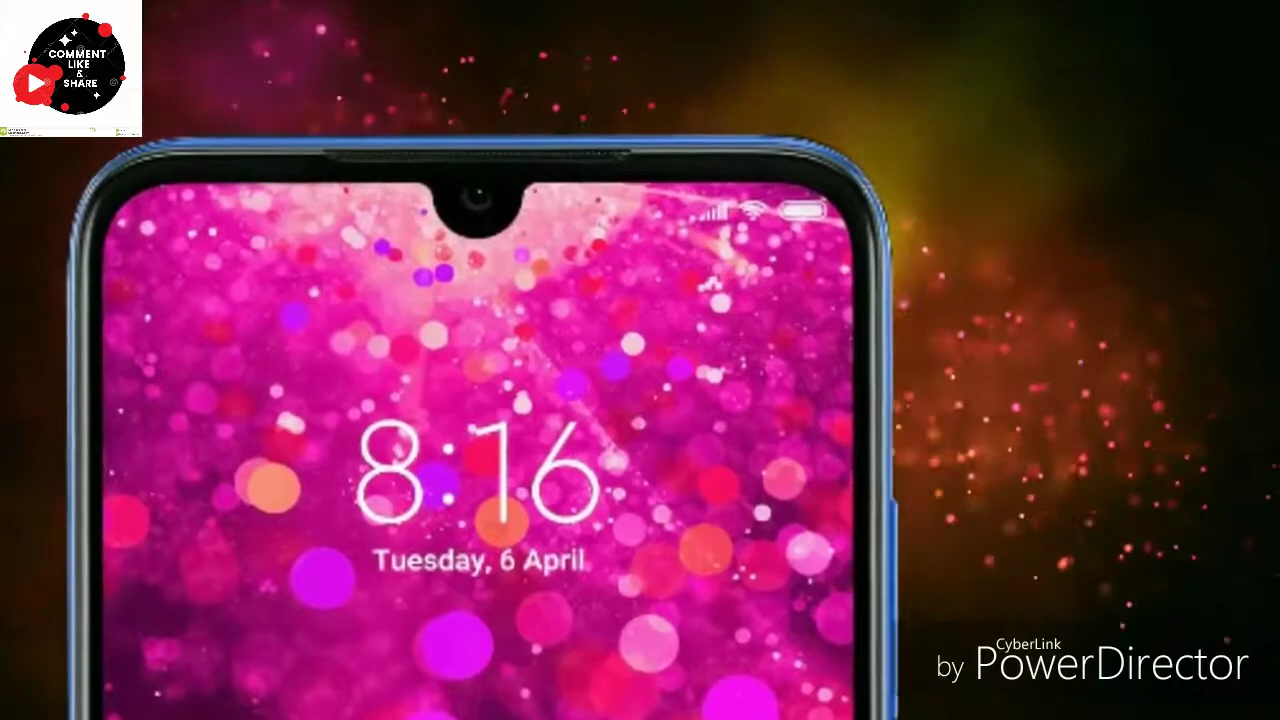 COMMENT
LIKE
&
SHARE
8:16
Tuesday, 6 April
CyberLink
by PowerDirector